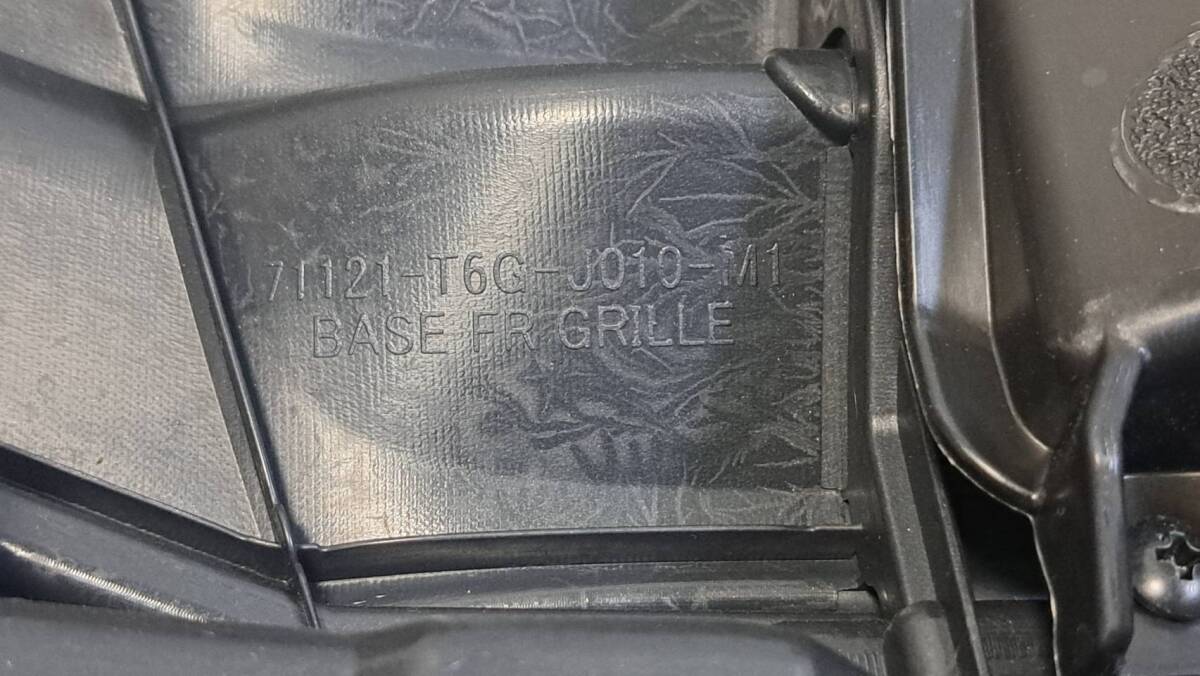 71121-T6G-J010-M1
BASE FR GRILLE